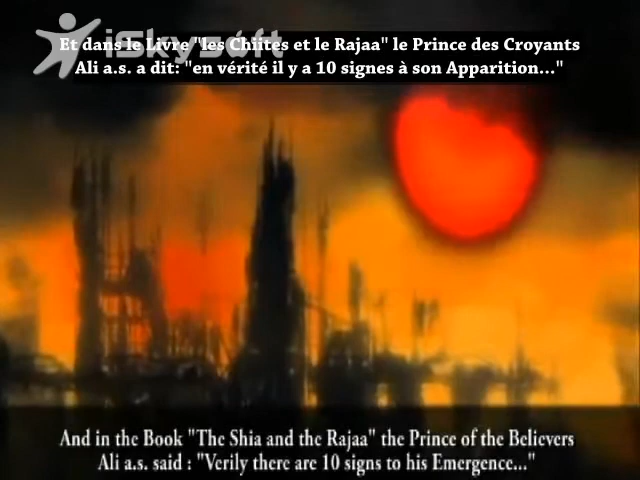 iSkysoft
Et dans le Livre "les Chiites et le Rajaa" le Prince des Croyants
Ali a.s. a dit: "en vérité il y a 10 signes à son Apparition..."
And in the Book "The Shia and the Rajaa" the Prince of the Believers
Ali a.s. said : "Verily there are 10 signs to his Emergence..."